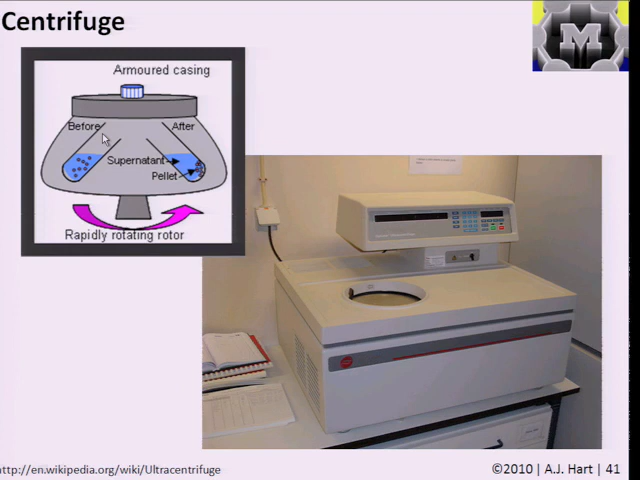 Centrifuge
M
Armoured casing
Before
After
Supernatant
Pellet
Rapidly rotating rotor
http://en.wikipedia.org/wiki/Ultracentrifuge
©2010 | A.J. Hart | 41